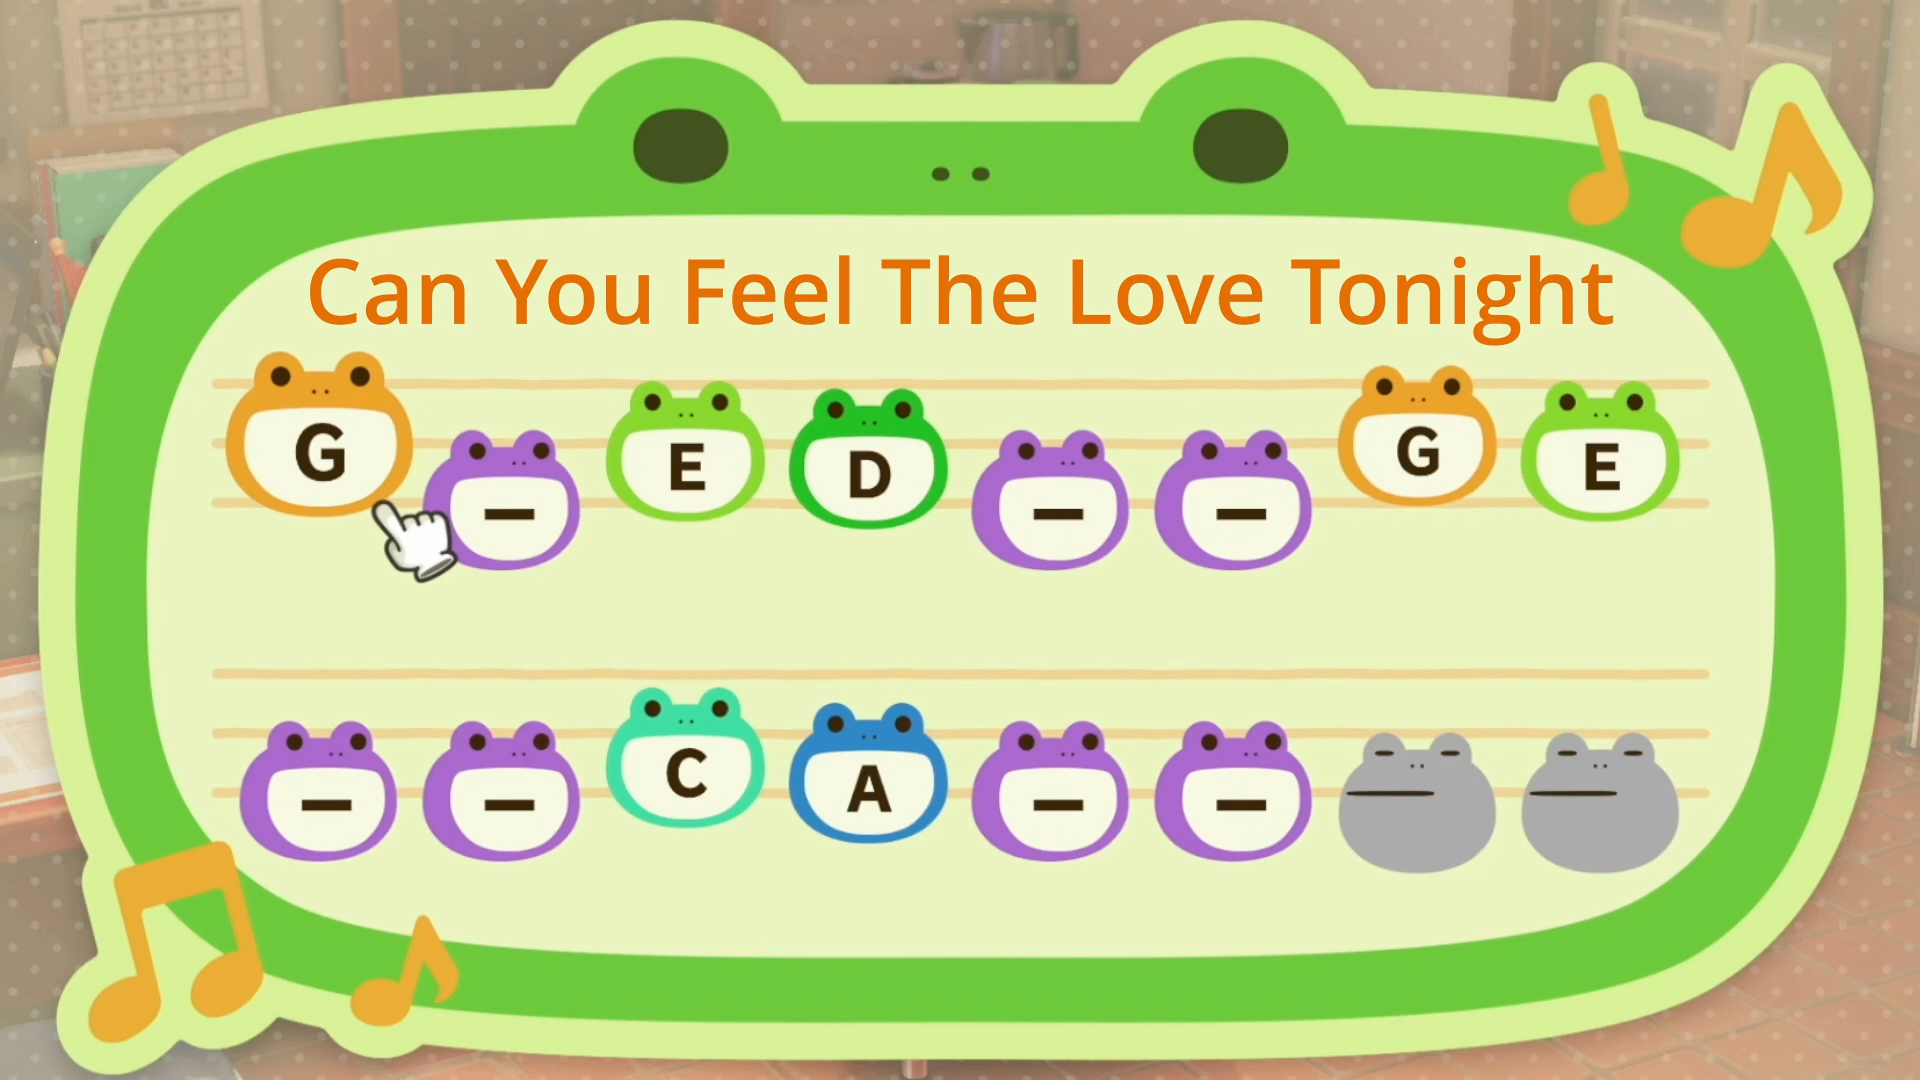 Can You Feel The Love Tonight
G – E D – – G E
– – C A – –